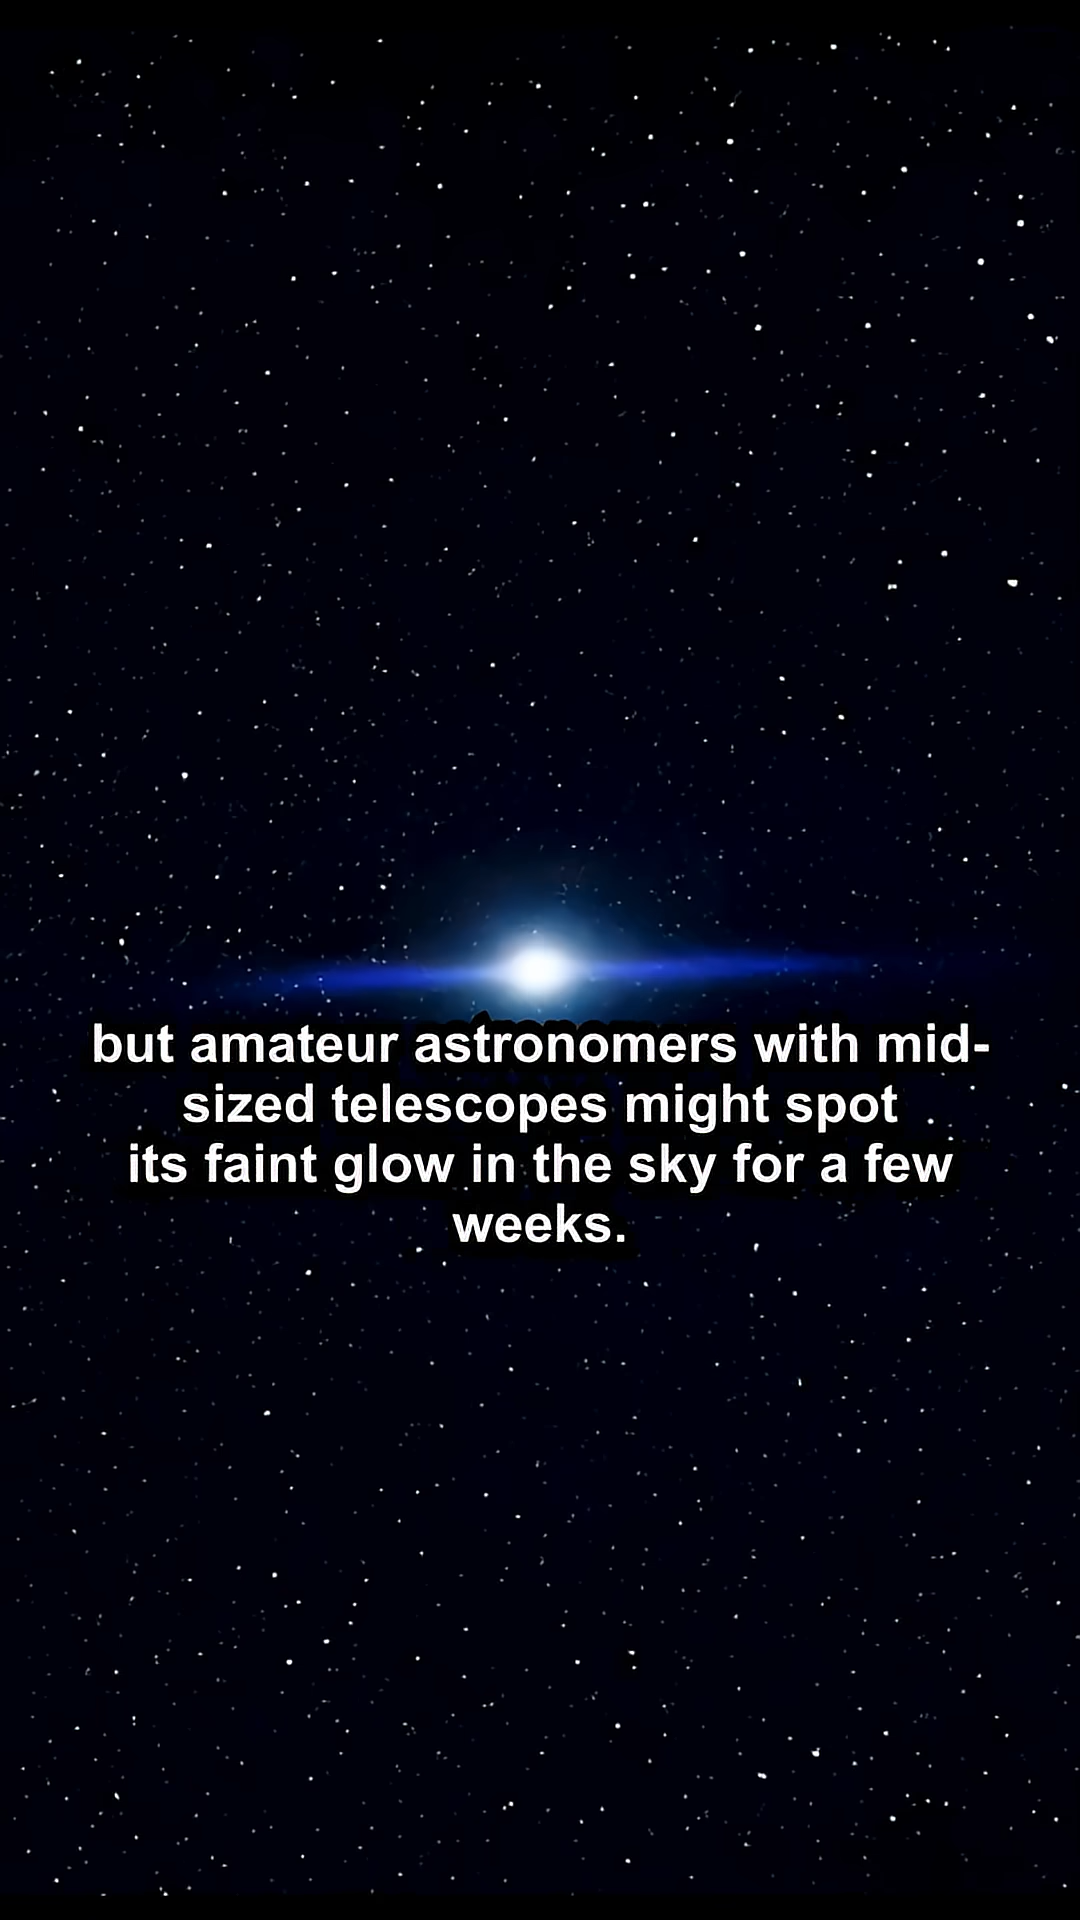 but amateur astronomers with mid-
sized telescopes might spot
its faint glow in the sky for a few
weeks.